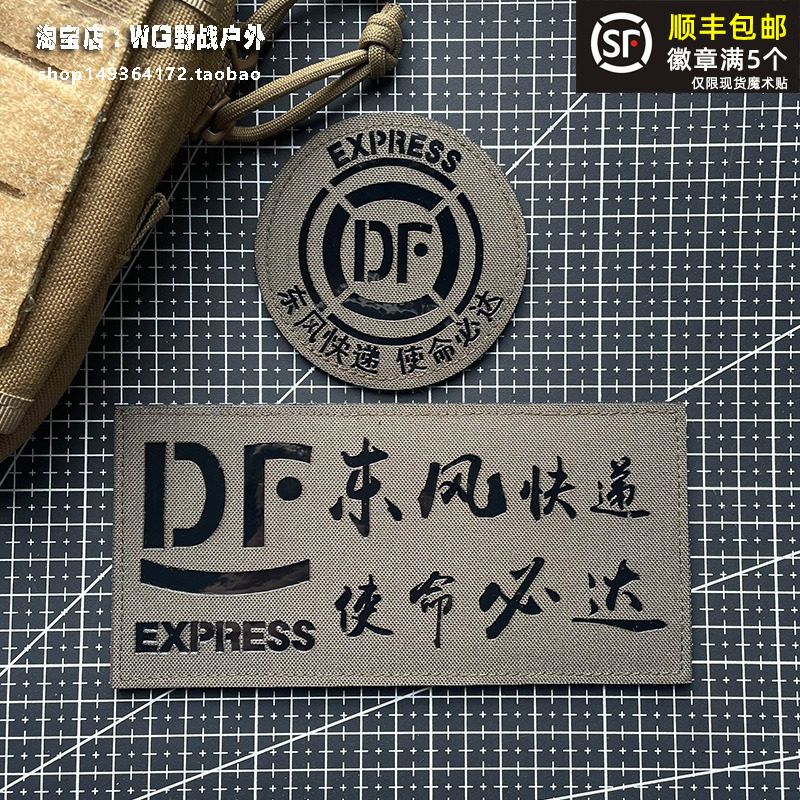 淘宝店：WG野战户外
shop149364172.taobao
SF
顺丰包邮
徽章满5个
仅限现货魔术贴
EXPRESS
DF
东风快递 使命必达
DF
EXPRESS
东风快递
使命必达